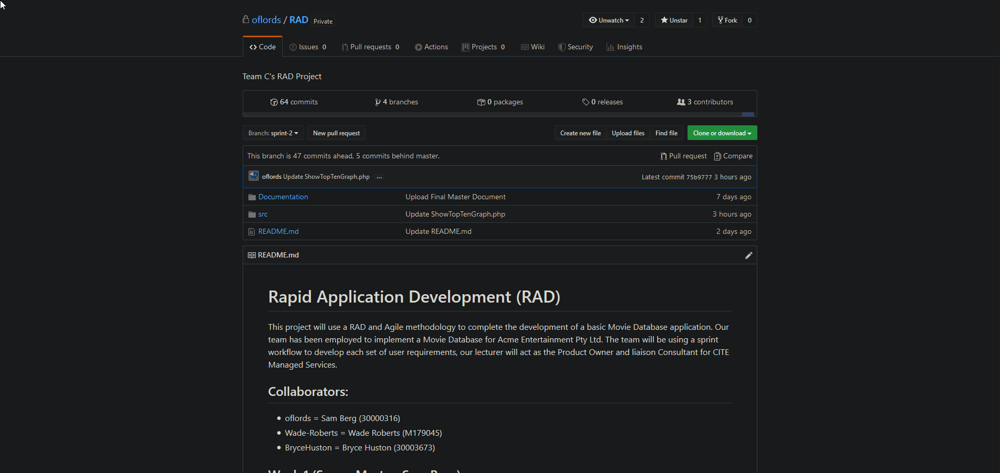 oflords / RAD Private
Unwatch 2 Unstar 1 Fork 0
Code Issues 0 Pull requests 0 Actions Projects 0 Wiki Security Insights
Team C's RAD Project
64 commits 4 branches 0 packages 0 releases 3 contributors
Branch: sprint-2 New pull request Create new file Upload files Find file Clone or download
This branch is 47 commits ahead, 5 commits behind master. Pull request Compare
oflords Update ShowTopTenGraph.php ... Latest commit 75b9777 3 hours ago
Documentation Upload Final Master Document 7 days ago
src Update ShowTopTenGraph.php 3 hours ago
README.md Update README.md 2 days ago
README.md
Rapid Application Development (RAD)
This project will use a RAD and Agile methodology to complete the development of a basic Movie Database application. Our
team has been employed to implement a Movie Database for Acme Entertainment Pty Ltd. The team will be using a sprint
workflow to develop each set of user requirements, our lecturer will act as the Product Owner and liaison Consultant for CITE
Managed Services.
Collaborators:
oflords = Sam Berg (30000316)
Wade-Roberts = Wade Roberts (M179045)
BryceHuston = Bryce Huston (30003673)